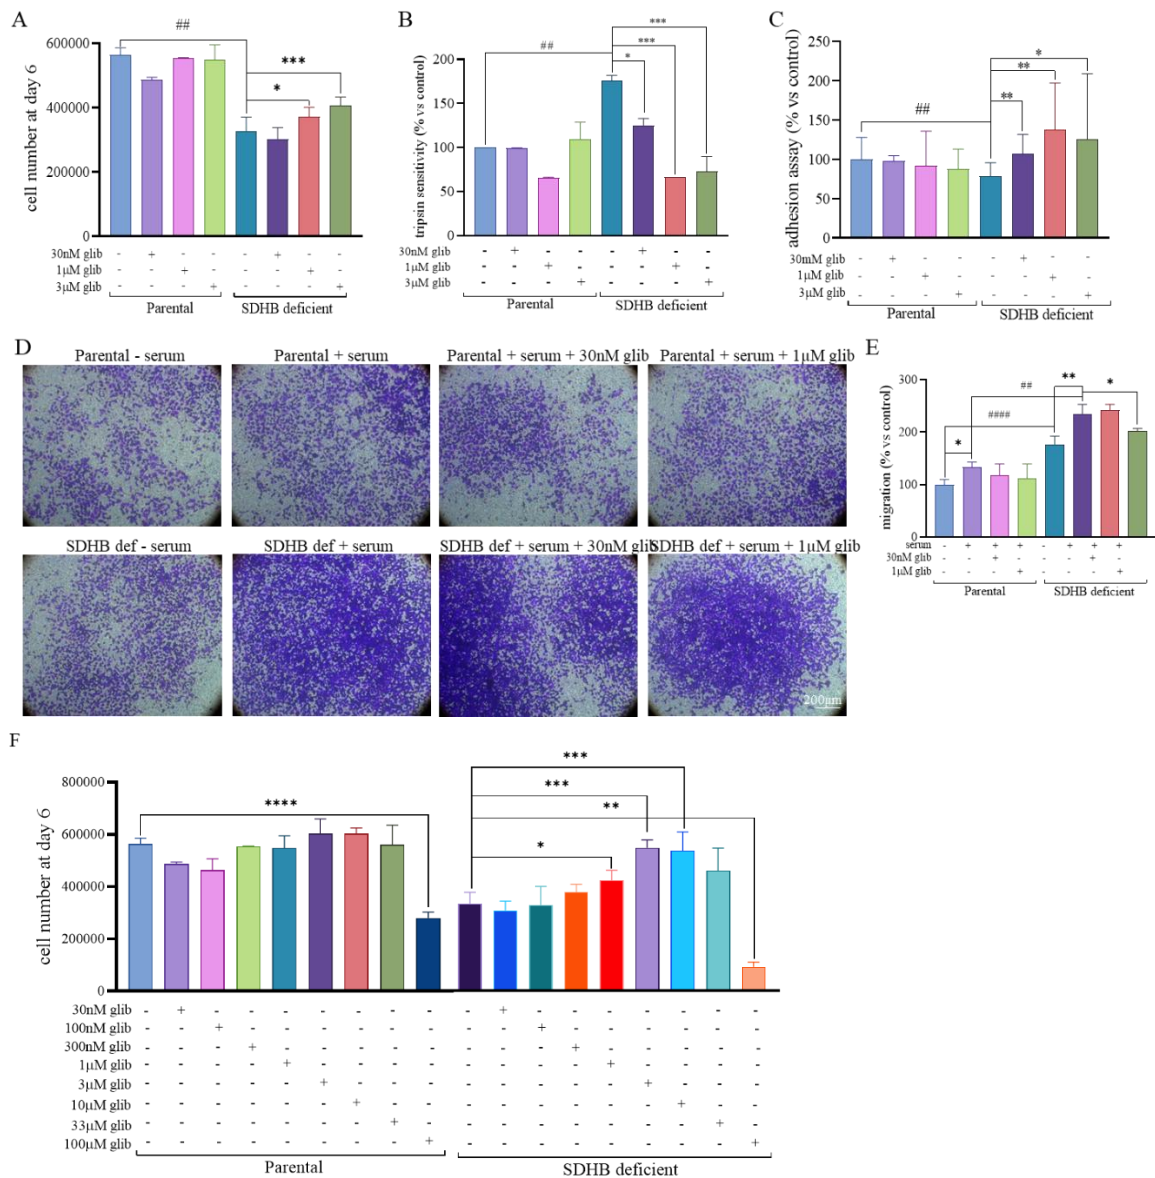 A
cell number at day 6
600000
400000
200000
0
##
***
*
30nM glib - + - - - + - -
1µM glib - - + - - - + -
3µM glib - - - + - - - +
Parental SDHB deficient
B
tripsin sensitivity (% vs control)
200
150
100
50
0
##
***
***
*
30nM glib - + - - - + - -
1µM glib - - + - - - + -
3µM glib - - - + - - - +
Parental SDHB deficient
C
adhesion assay (% vs control)
250
200
150
100
50
0
##
*
**
**
30mM glib - + - - - + - -
1µM glib - - + - - - + -
3µM glib - - - + - - - +
Parental SDHB deficient
D
Parental - serum Parental + serum Parental + serum + 30nM glib Parental + serum + 1µM glib
SDHB def - serum SDHB def + serum SDHB def + serum + 30nM glib SDHB def + serum + 1µM glib
200µm
E
migration (% vs control)
300
200
100
0
*
####
##
**
*
serum - + + + - + + +
30nM glib - - + - - - + -
1µM glib - - - + - - - +
Parental SDHB deficient
F
cell number at day 6
800000
600000
400000
200000
0
****
***
***
**
*
30nM glib - + - - - - - - - - + - - - - - - -
100nM glib - - + - - - - - - - - + - - - - - -
300nM glib - - - + - - - - - - - - + - - - - -
1µM glib - - - - + - - - - - - - - + - - - -
3µM glib - - - - - + - - - - - - - - + - - -
10µM glib - - - - - - + - - - - - - - - + - -
33µM glib - - - - - - - + - - - - - - - - + -
100µM glib - - - - - - - - + - - - - - - - - +
Parental SDHB deficient